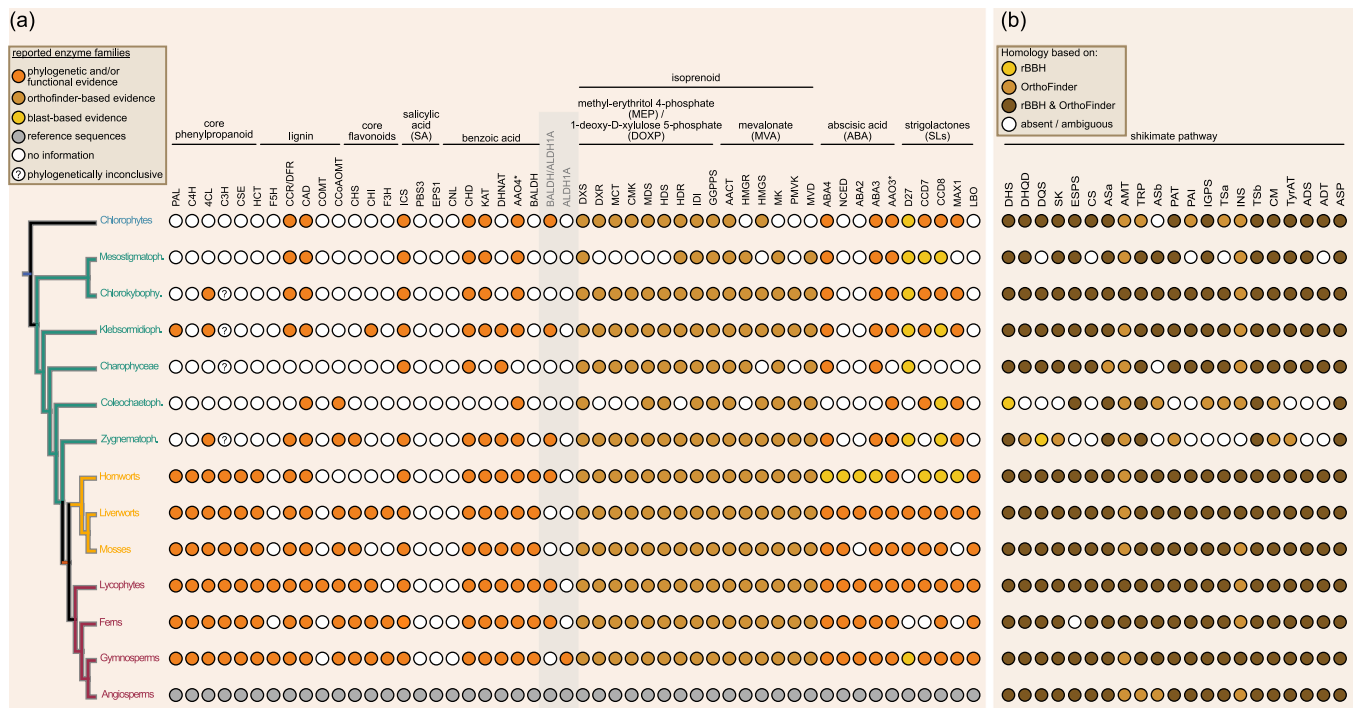 (a)
reported enzyme families
phylogenetic and/or
functional evidence
orthofinder-based evidence
blast-based evidence
reference sequences
no information
? phylogenetically inconclusive
core
phenylpropanoid
lignin
core
flavonoids
salicylic
acid
(SA)
benzoic acid
isoprenoid
methyl-erythritol 4-phosphate
(MEP) /
1-deoxy-D-xylulose 5-phosphate
(DOXP)
mevalonate
(MVA)
abscisic acid
(ABA)
strigolactones
(SLs)
PAL
C4H
4CL
C3H
CSE
HCT
F5H
CCR/DFR
CAD
COMT
CCoAOMT
CHS
CHI
F3H
ICS
PBS3
EPS1
CNL
CHD
KAT
DHNAT
AAO4*
BALDH
BALDH/ALDH1A
ALDH1A
DXS
DXR
MCT
CMK
MDS
HDS
HDR
IDI
GGPPS
AACT
HMGR
HMGS
MK
PMVK
MVD
ABA4
NCED
ABA2
ABA3
AAO3*
D27
CCD7
CCD8
MAX1
LBO
Chlorophytes
Mesostigmatoph.
Chlorokybophy.
?
Klebsormidioph.
?
Charophyceae
?
Coleochaetoph.
Zygnematoph.
?
Hornworts
Liverworts
Mosses
Lycophytes
Ferns
Gymnosperms
Angiosperms
(b)
Homology based on:
rBBH
OrthoFinder
rBBH & OrthoFinder
absent / ambiguous
shikimate pathway
DHS
DHQD
DQS
SK
ESPS
CS
ASa
AMT
TRP
ASb
PAT
PAI
IGPS
TSa
INS
TSb
CM
TyrAT
ADS
ADT
ASP